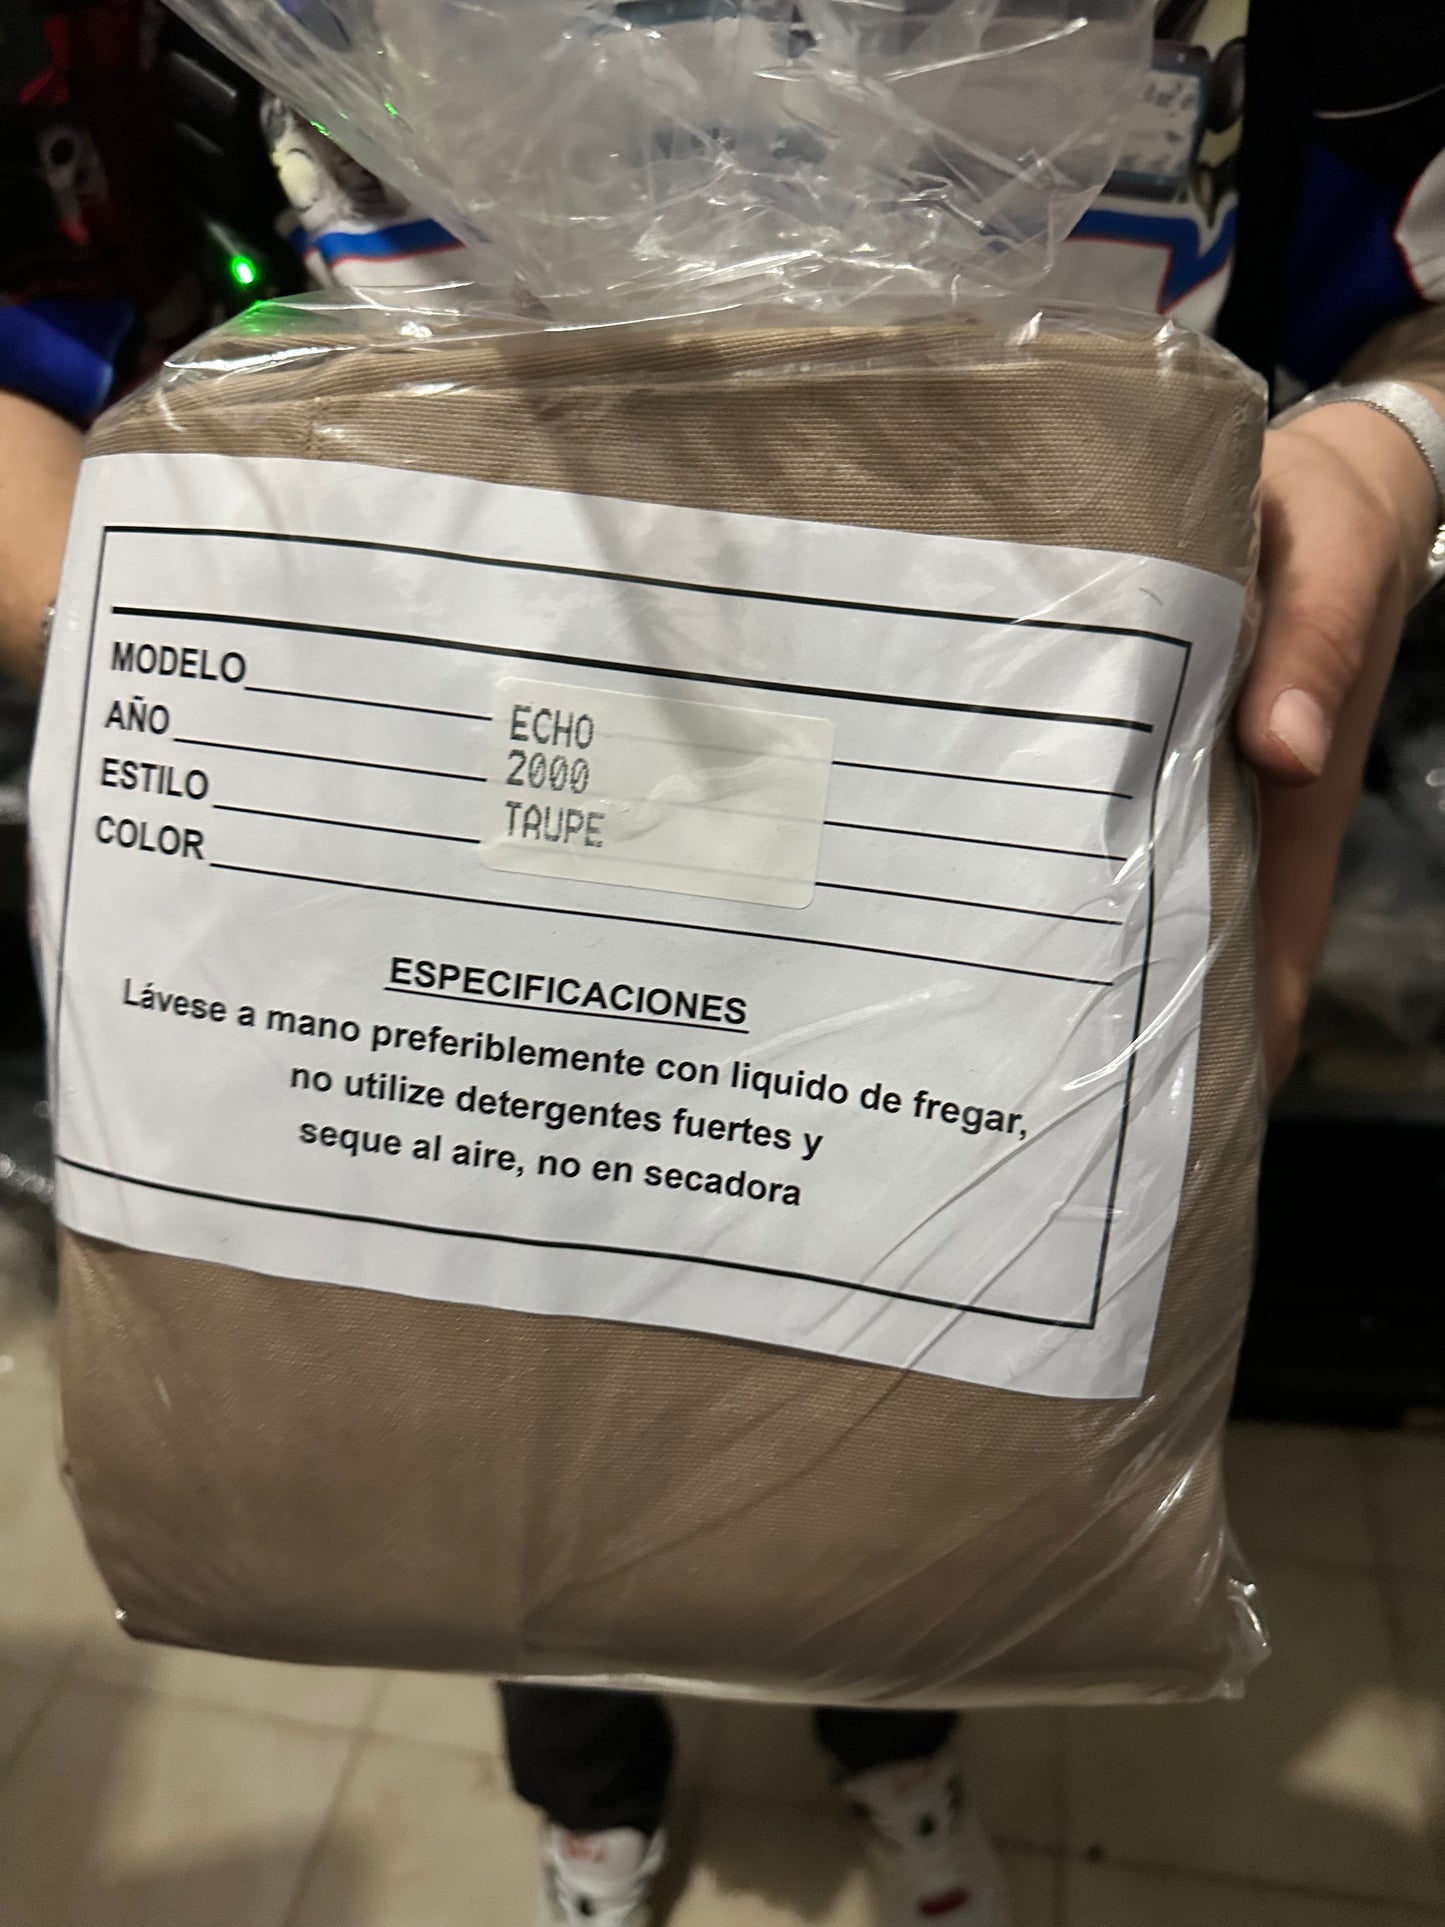 MODELO ECHO
AÑO 2000
ESTILO TAUPE
COLOR
ESPECIFICACIONES
Lávese a mano preferiblemente con liquido de fregar,
no utilize detergentes fuertes y
seque al aire, no en secadora